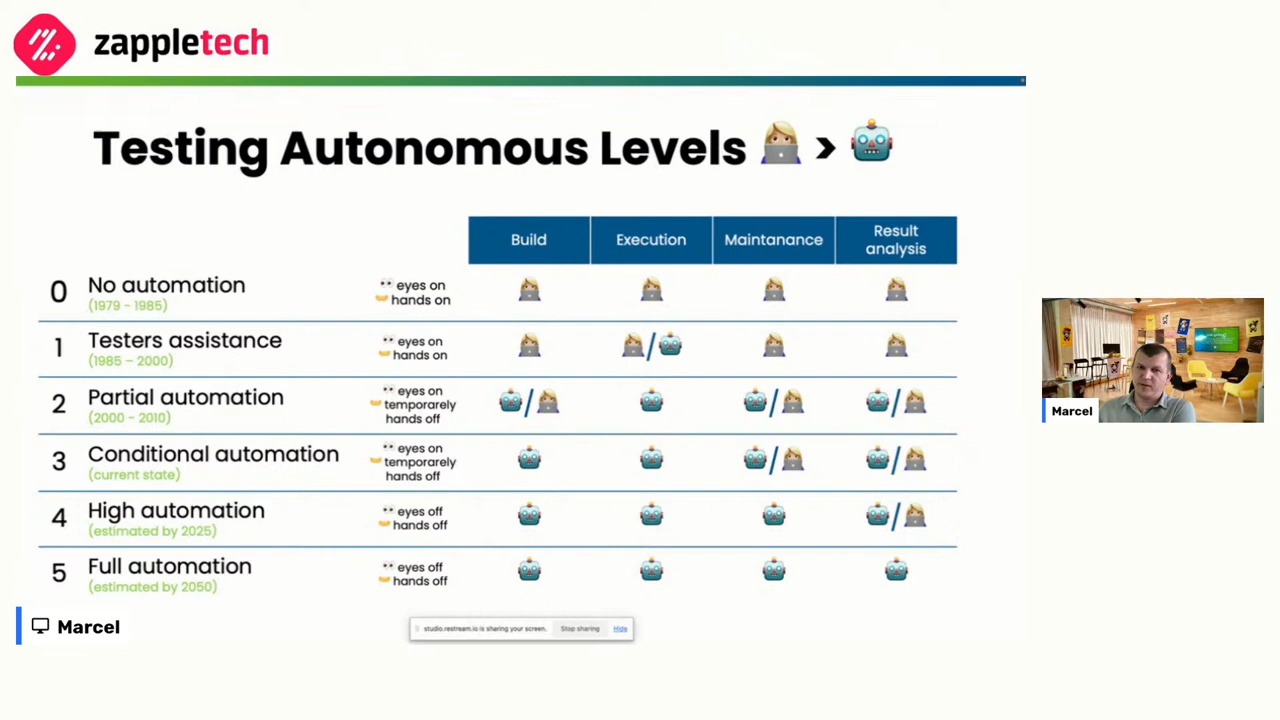 zappletech
Testing Autonomous Levels >
Build Execution Maintanance Result analysis
0 No automation eyes on
(1979 - 1985) hands on
1 Testers assistance eyes on
(1985 - 2000) hands on
/
2 Partial automation eyes on
(2000 - 2010) temporarely
hands off
/ / /
3 Conditional automation eyes on
(current state) temporarely
hands off
/ /
4 High automation eyes off
(estimated by 2025) hands off
/
5 Full automation eyes off
(estimated by 2050) hands off
studio.restream.io is sharing your screen. Stop sharing Hide
Marcel
Marcel